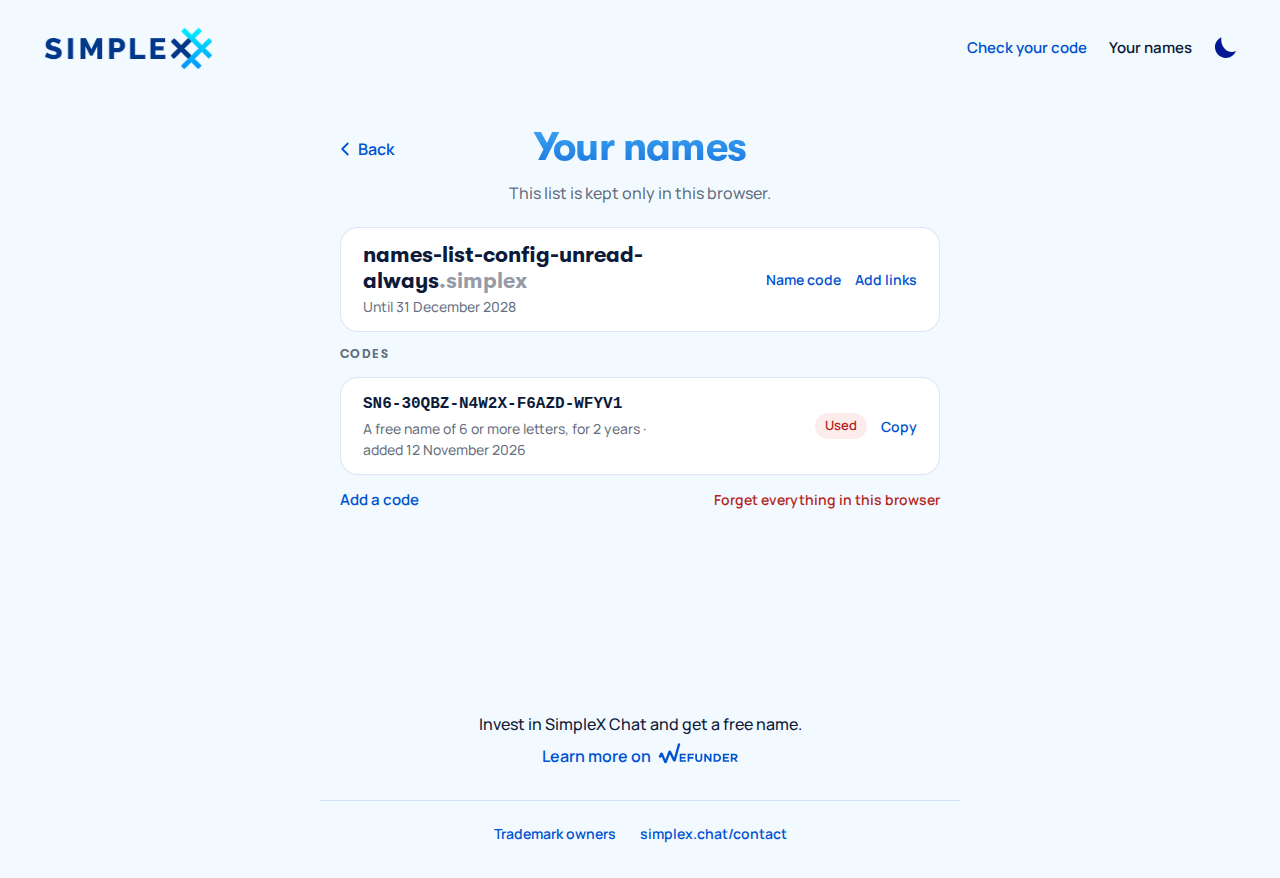 SIMPLEX
Check your code
Your names
Back
Your names
This list is kept only in this browser.
names-list-config-unread-
always.simplex
Until 31 December 2028
Name code
Add links
CODES
SN6-30QBZ-N4W2X-F6AZD-WFYV1
A free name of 6 or more letters, for 2 years ·
added 12 November 2026
Used
Copy
Add a code
Forget everything in this browser
Invest in SimpleX Chat and get a free name.
Learn more on WEFUNDER
Trademark owners
simplex.chat/contact